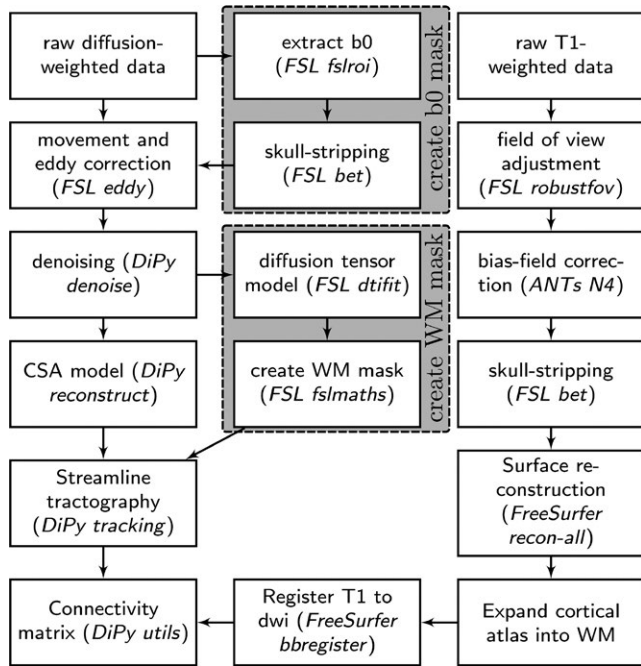 raw diffusion-
weighted data
extract b0
(FSL fslroi)
create b0 mask
raw T1-
weighted data
movement and
eddy correction
(FSL eddy)
skull-stripping
(FSL bet)
field of view
adjustment
(FSL robustfov)
denoising (DiPy
denoise)
diffusion tensor
model (FSL dtifit)
create WM mask
bias-field correc-
tion (ANTs N4)
CSA model (DiPy
reconstruct)
create WM mask
(FSL fslmaths)
skull-stripping
(FSL bet)
Streamline
tractography
(DiPy tracking)
Surface re-
construction
(FreeSurfer
recon-all)
Connectivity
matrix (DiPy utils)
Register T1 to
dwi (FreeSurfer
bbregister)
Expand cortical
atlas into WM